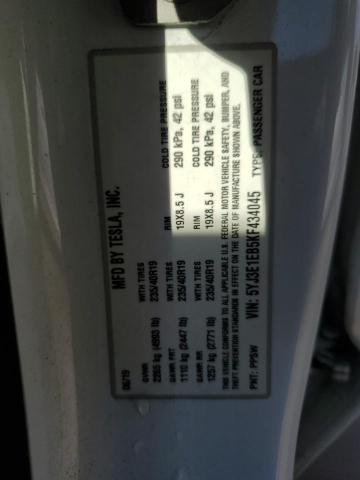 MFD BY TESLA, INC.
06/19
GVWR WITH TIRES RIM COLD TIRE PRESSURE
2265 kg (4993 lb) 235/40R19 19X8.5 J 290 kPa, 42 psi
GAWR FRT WITH TIRES RIM COLD TIRE PRESSURE
1110 kg (2447 lb) 235/40R19 19X8.5 J 290 kPa, 42 psi
GAWR RR
1257 kg (2771 lb) 235/40R19
THIS VEHICLE CONFORMS TO ALL APPLICABLE U.S. FEDERAL MOTOR VEHICLE SAFETY, BUMPER, AND
THEFT PREVENTION STANDARDS IN EFFECT ON THE DATE OF MANUFACTURE SHOWN ABOVE.
VIN: 5YJ3E1EB5KF434045 TYPE: PASSENGER CAR
PNT: PPSW